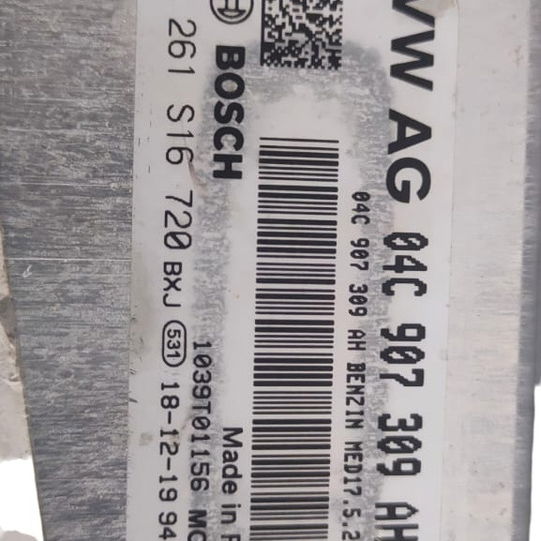 VW AG 04C 907 309 AH
04C 907 309 AH BENZIN MED17.5.2
BOSCH
Made in
1039T01156
261 S16 720 BXJ 531 18-12-19